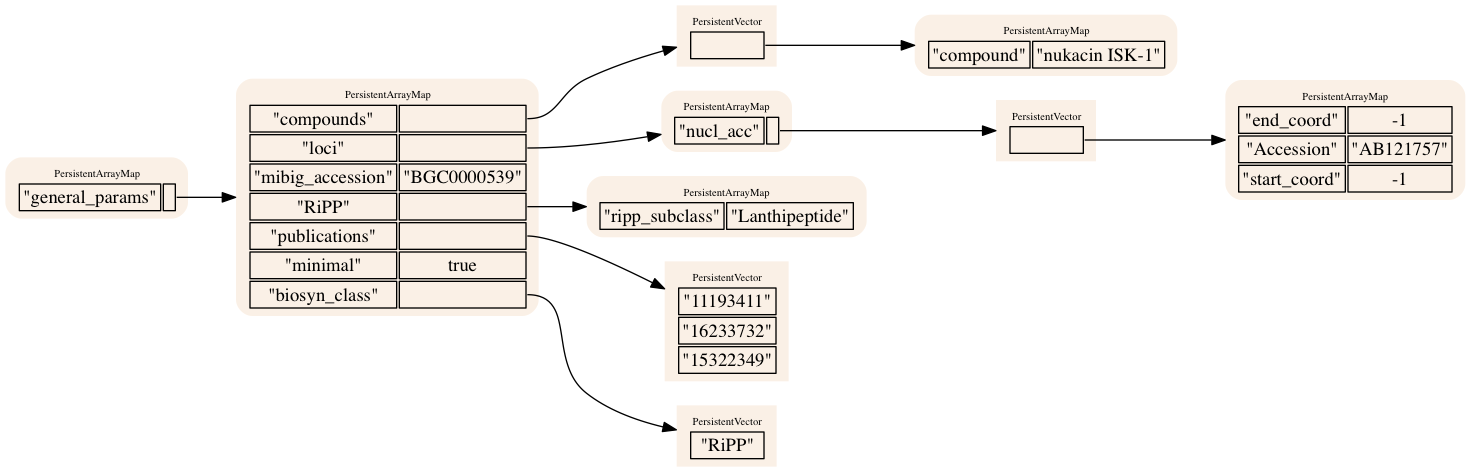 PersistentArrayMap
"general_params"
PersistentArrayMap
"compounds"
"loci"
"mibig_accession" "BGC0000539"
"RiPP"
"publications"
"minimal" true
"biosyn_class"
PersistentVector
PersistentArrayMap
"compound" "nukacin ISK-1"
PersistentArrayMap
"nucl_acc"
PersistentVector
PersistentArrayMap
"end_coord" -1
"Accession" "AB121757"
"start_coord" -1
PersistentArrayMap
"ripp_subclass" "Lanthipeptide"
PersistentVector
"11193411"
"16233732"
"15322349"
PersistentVector
"RiPP"